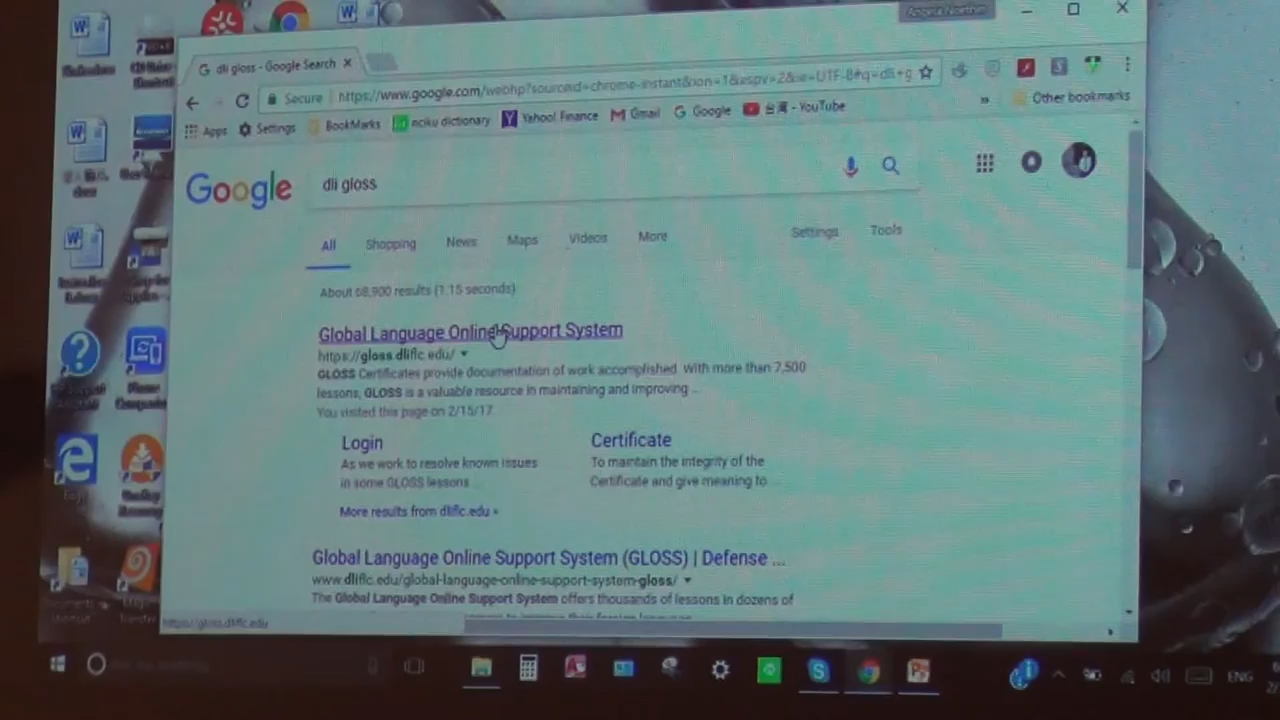 dli gloss - Google Search
Secure https://www.google.com/webhp?sourceid=chrome-instant&ion=1&espv=2&ie=UTF-8#q=dli+g
Apps Settings BookMarks nciku dictionary Yahoo! Finance Gmail Google 台灣 - YouTube » Other bookmarks
Google dli gloss
All Shopping News Maps Videos More Settings Tools
About 68,900 results (1.15 seconds)
Global Language Online Support System
https://gloss.dliflc.edu/
GLOSS Certificates provide documentation of work accomplished. With more than 7,500
lessons, GLOSS is a valuable resource in maintaining and improving ...
You visited this page on 2/15/17.
Login Certificate
As we work to resolve known issues To maintain the integrity of the
in some GLOSS lessons Certificate and give meaning to
More results from dliflc.edu »
Global Language Online Support System (GLOSS) | Defense ...
www.dliflc.edu/global-language-online-support-system-gloss/
The Global Language Online Support System offers thousands of lessons in dozens of
https://gloss.dliflc.edu
ENG